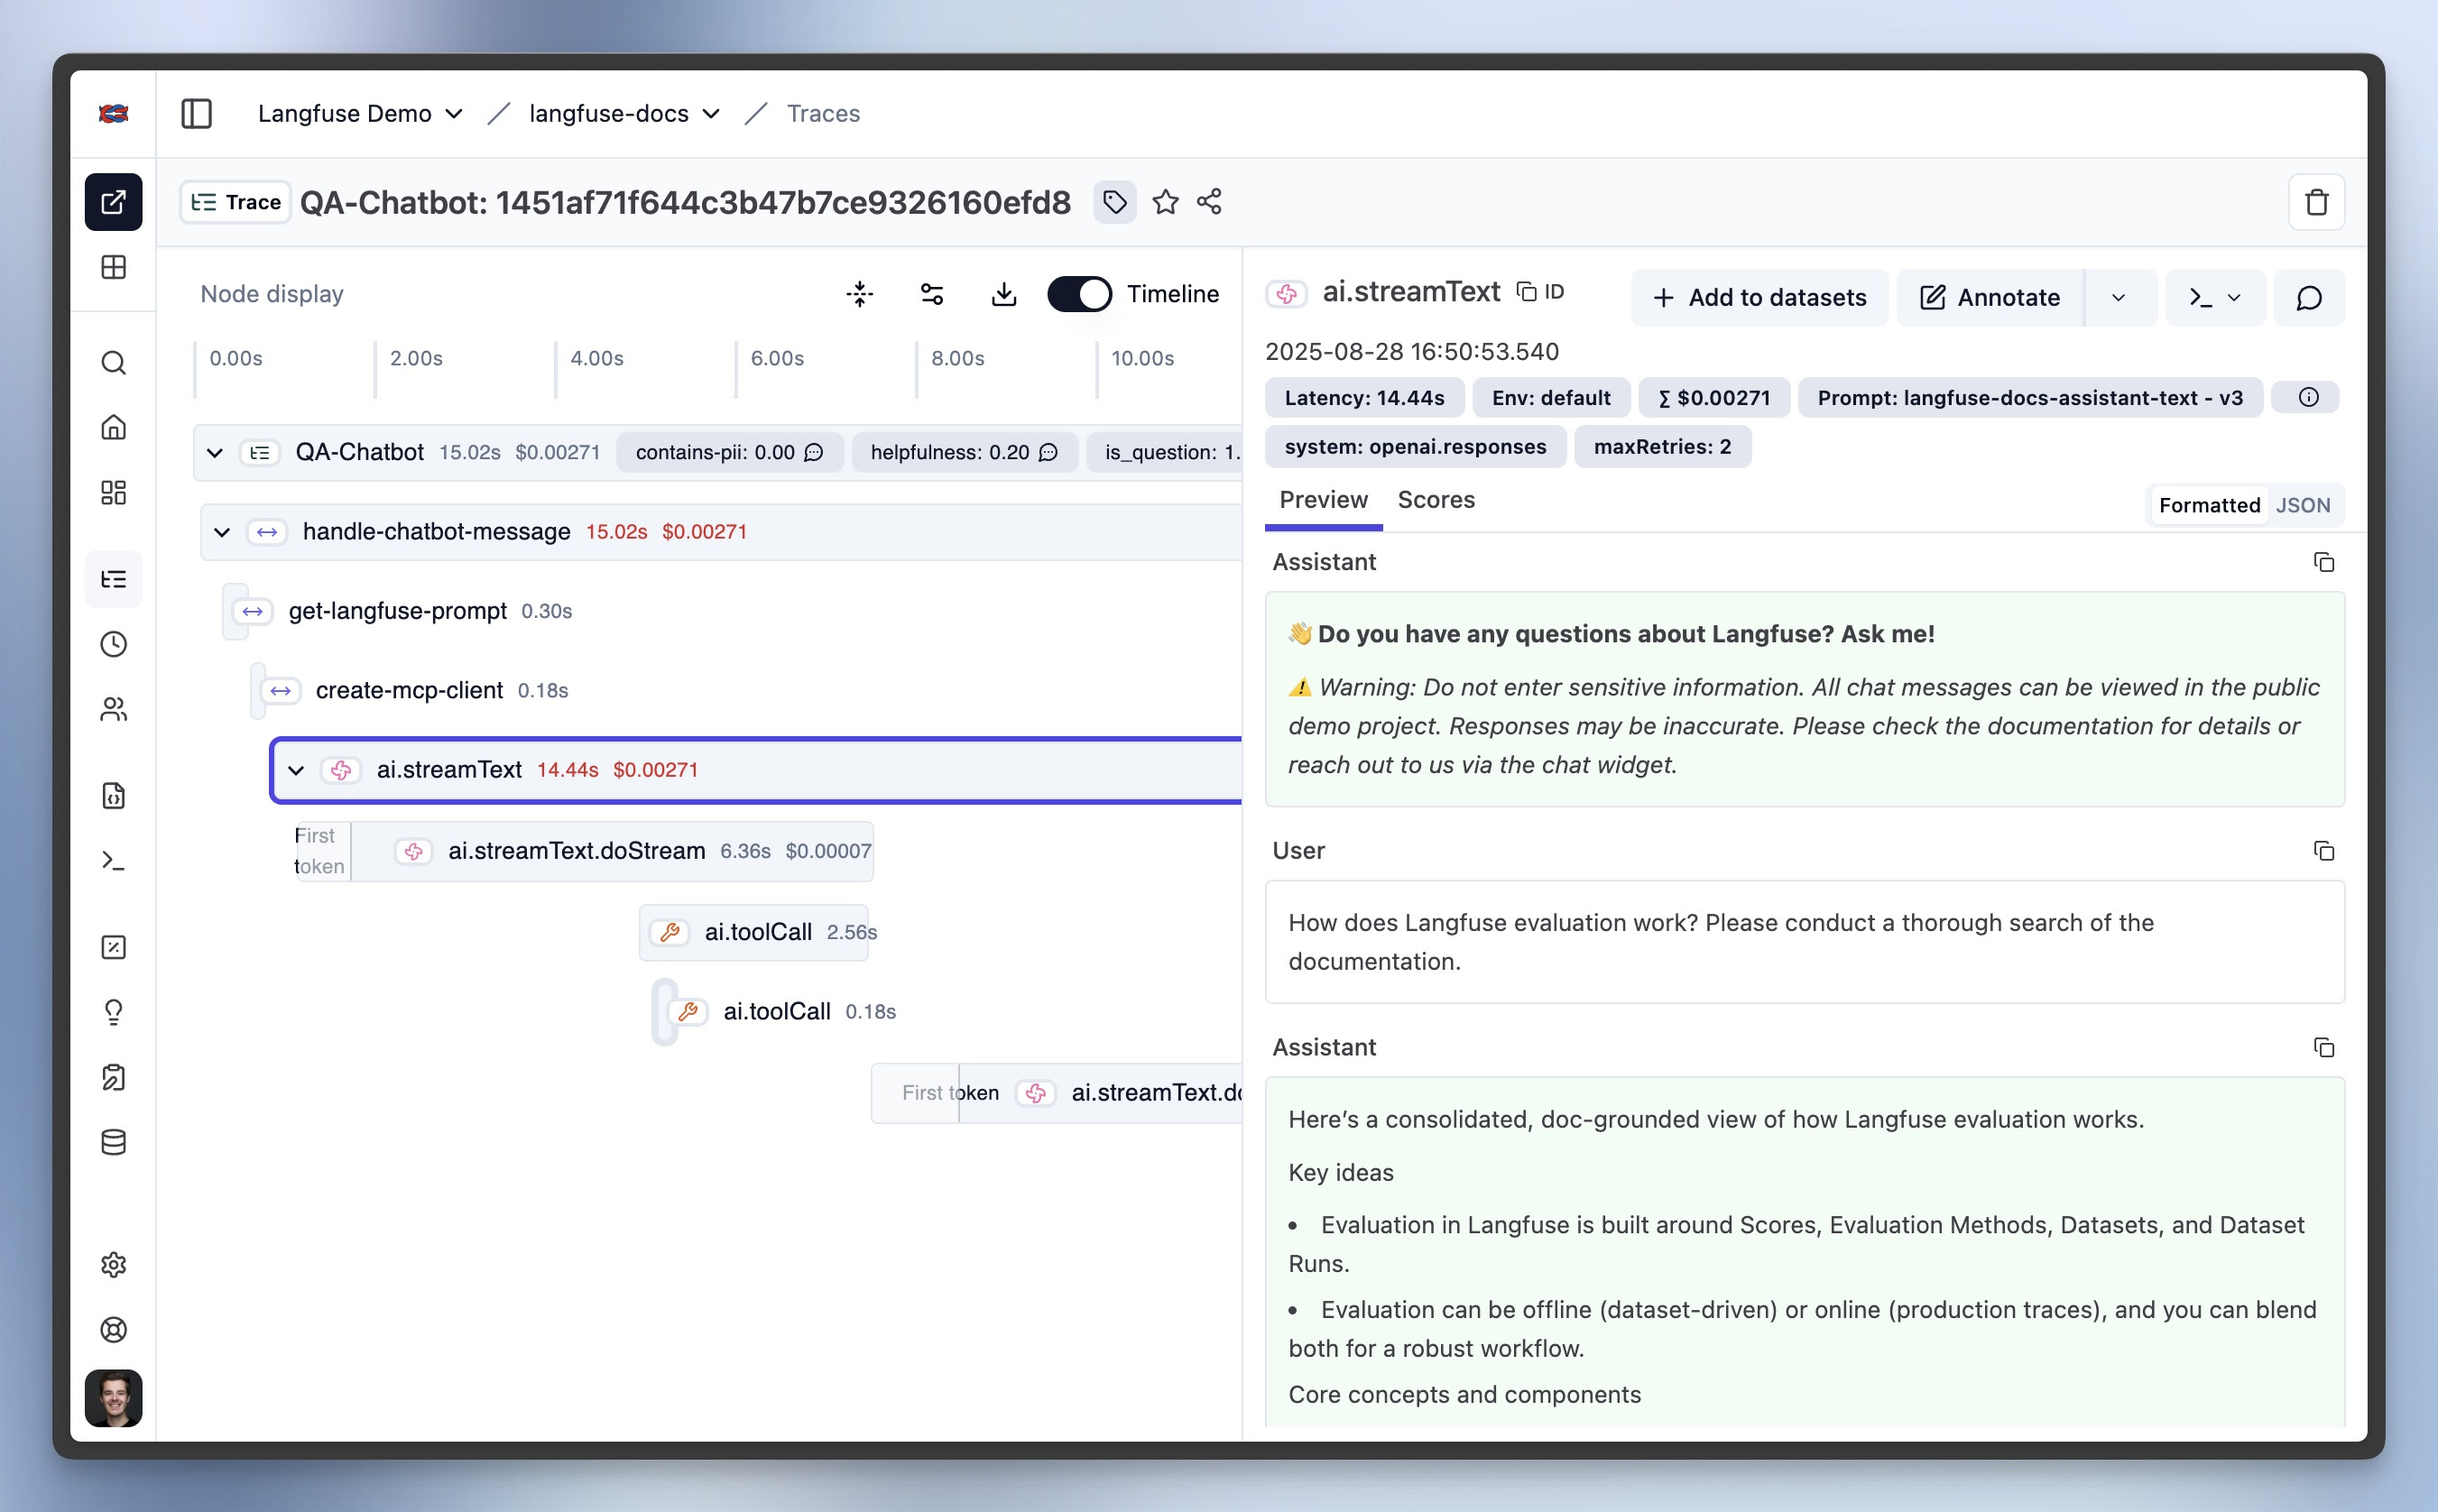 Langfuse Demo / langfuse-docs / Traces
Trace QA-Chatbot: 1451af71f644c3b47b7ce9326160efd8
Node display
Timeline
0.00s 2.00s 4.00s 6.00s 8.00s 10.00s
QA-Chatbot 15.02s $0.00271 contains-pii: 0.00 helpfulness: 0.20 is_question: 1.
handle-chatbot-message 15.02s $0.00271
get-langfuse-prompt 0.30s
create-mcp-client 0.18s
ai.streamText 14.44s $0.00271
First
token
ai.streamText.doStream 6.36s $0.00007
ai.toolCall 2.56s
ai.toolCall 0.18s
First token ai.streamText.do
ai.streamText ID
Add to datasets
Annotate
2025-08-28 16:50:53.540
Latency: 14.44s Env: default ∑ $0.00271 Prompt: langfuse-docs-assistant-text - v3
system: openai.responses maxRetries: 2
Preview Scores
Formatted JSON
Assistant
👋 Do you have any questions about Langfuse? Ask me!
⚠️ Warning: Do not enter sensitive information. All chat messages can be viewed in the public
demo project. Responses may be inaccurate. Please check the documentation for details or
reach out to us via the chat widget.
User
How does Langfuse evaluation work? Please conduct a thorough search of the
documentation.
Assistant
Here’s a consolidated, doc-grounded view of how Langfuse evaluation works.
Key ideas
• Evaluation in Langfuse is built around Scores, Evaluation Methods, Datasets, and Dataset
Runs.
• Evaluation can be offline (dataset-driven) or online (production traces), and you can blend
both for a robust workflow.
Core concepts and components